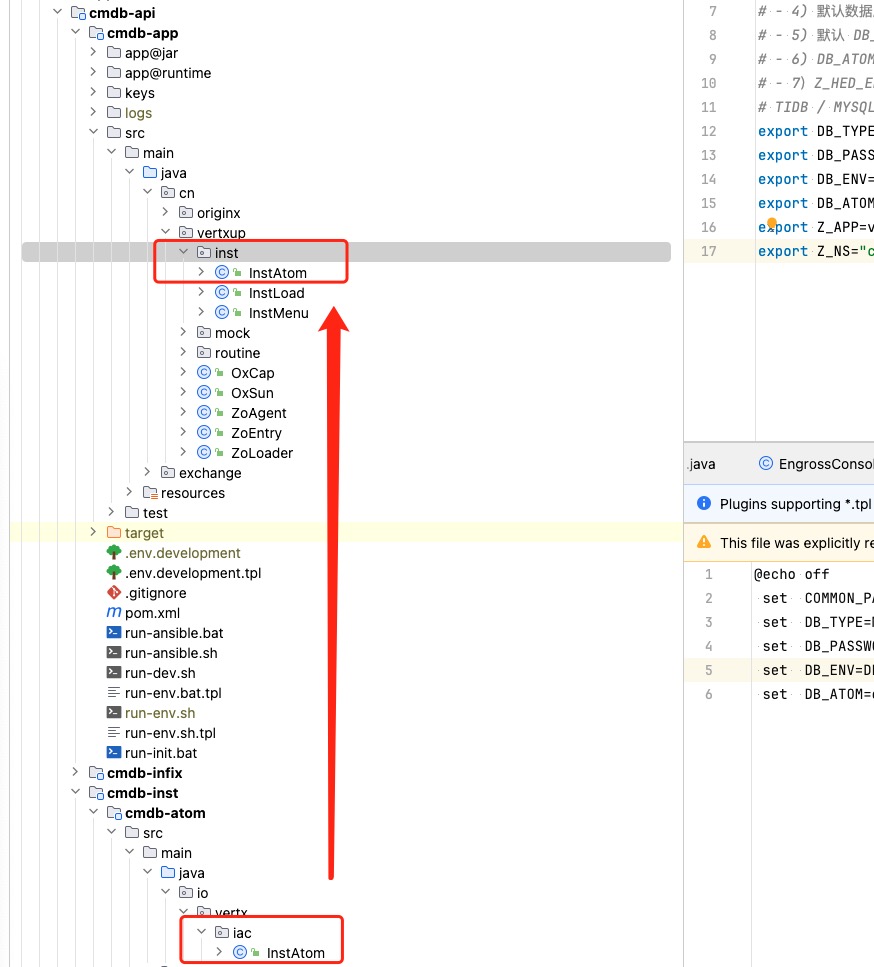 cmdb-api
cmdb-app
app@jar
app@runtime
keys
logs
src
main
java
cn
originx
vertxup
inst
InstAtom
InstLoad
InstMenu
mock
routine
OxCap
OxSun
ZoAgent
ZoEntry
ZoLoader
exchange
resources
test
target
.env.development
.env.development.tpl
.gitignore
pom.xml
run-ansible.bat
run-ansible.sh
run-dev.sh
run-env.bat.tpl
run-env.sh
run-env.sh.tpl
run-init.bat
cmdb-infix
cmdb-inst
cmdb-atom
src
main
java
io
vertx
iac
InstAtom
7 # - 4）默认数据
8 # - 5）默认 DB_
9 # - 6）DB_ATOM
10 # - 7）Z_HED_E
11 # TIDB / MYSQL
12 export DB_TYPE
13 export DB_PASS
14 export DB_ENV=
15 export DB_ATOM
16 export Z_APP=v
17 export Z_NS="c
.java EngrossConso
Plugins supporting *.tpl
This file was explicitly re
1 @echo off
2 set COMMON_PA
3 set DB_TYPE=
4 set DB_PASSW
5 set DB_ENV=D
6 set DB_ATOM=